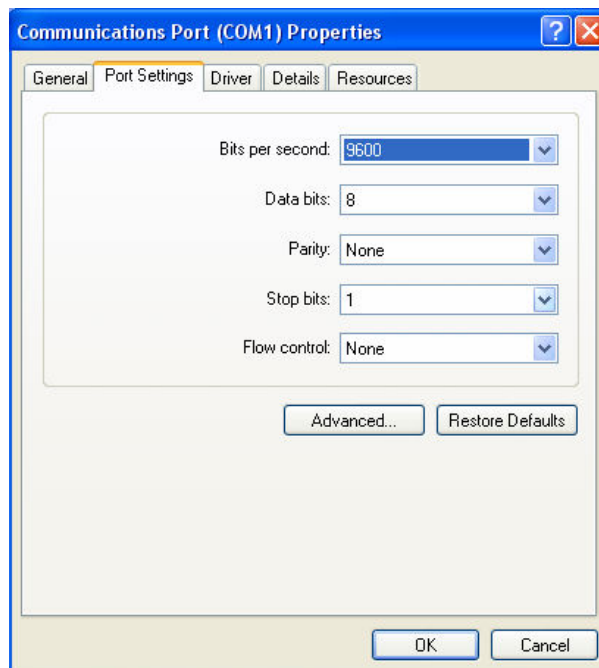 Communications Port (COM1) Properties
General Port Settings Driver Details Resources
Bits per second: 9600
Data bits: 8
Parity: None
Stop bits: 1
Flow control: None
Advanced... Restore Defaults
OK Cancel